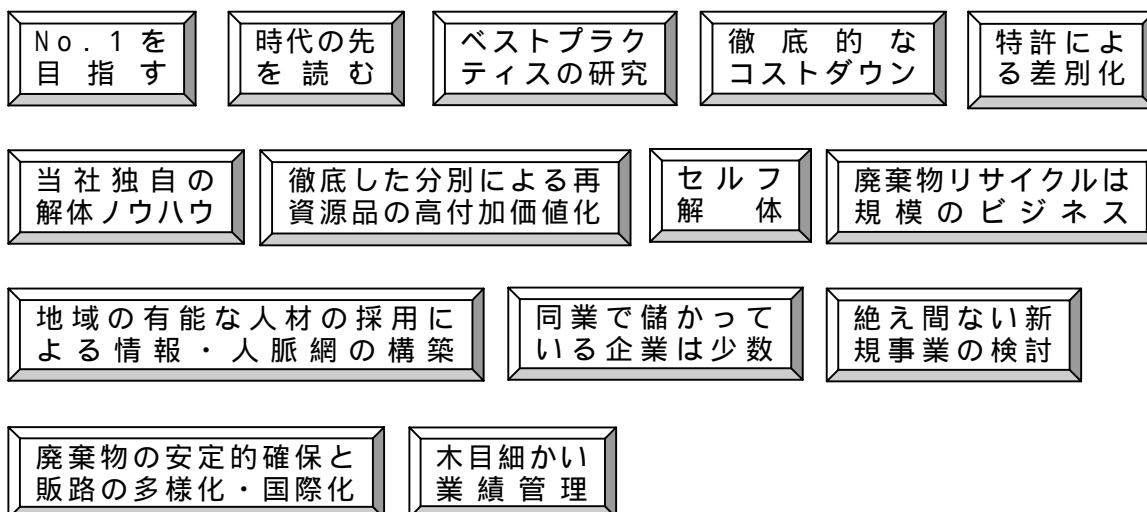 No.1を
目指す
時代の先
を読む
ベストプラク
ティスの研究
徹底的な
コストダウン
特許によ
る差別化
当社独自の
解体ノウハウ
徹底した分別による再
資源品の高付加価値化
セルフ
解体
廃棄物リサイクルは
規模のビジネス
地域の有能な人材の採用に
よる情報・人脈網の構築
同業で儲かって
いる企業は少数
絶え間ない新
規事業の検討
廃棄物の安定的確保と
販路の多様化・国際化
木目細かい
業績管理